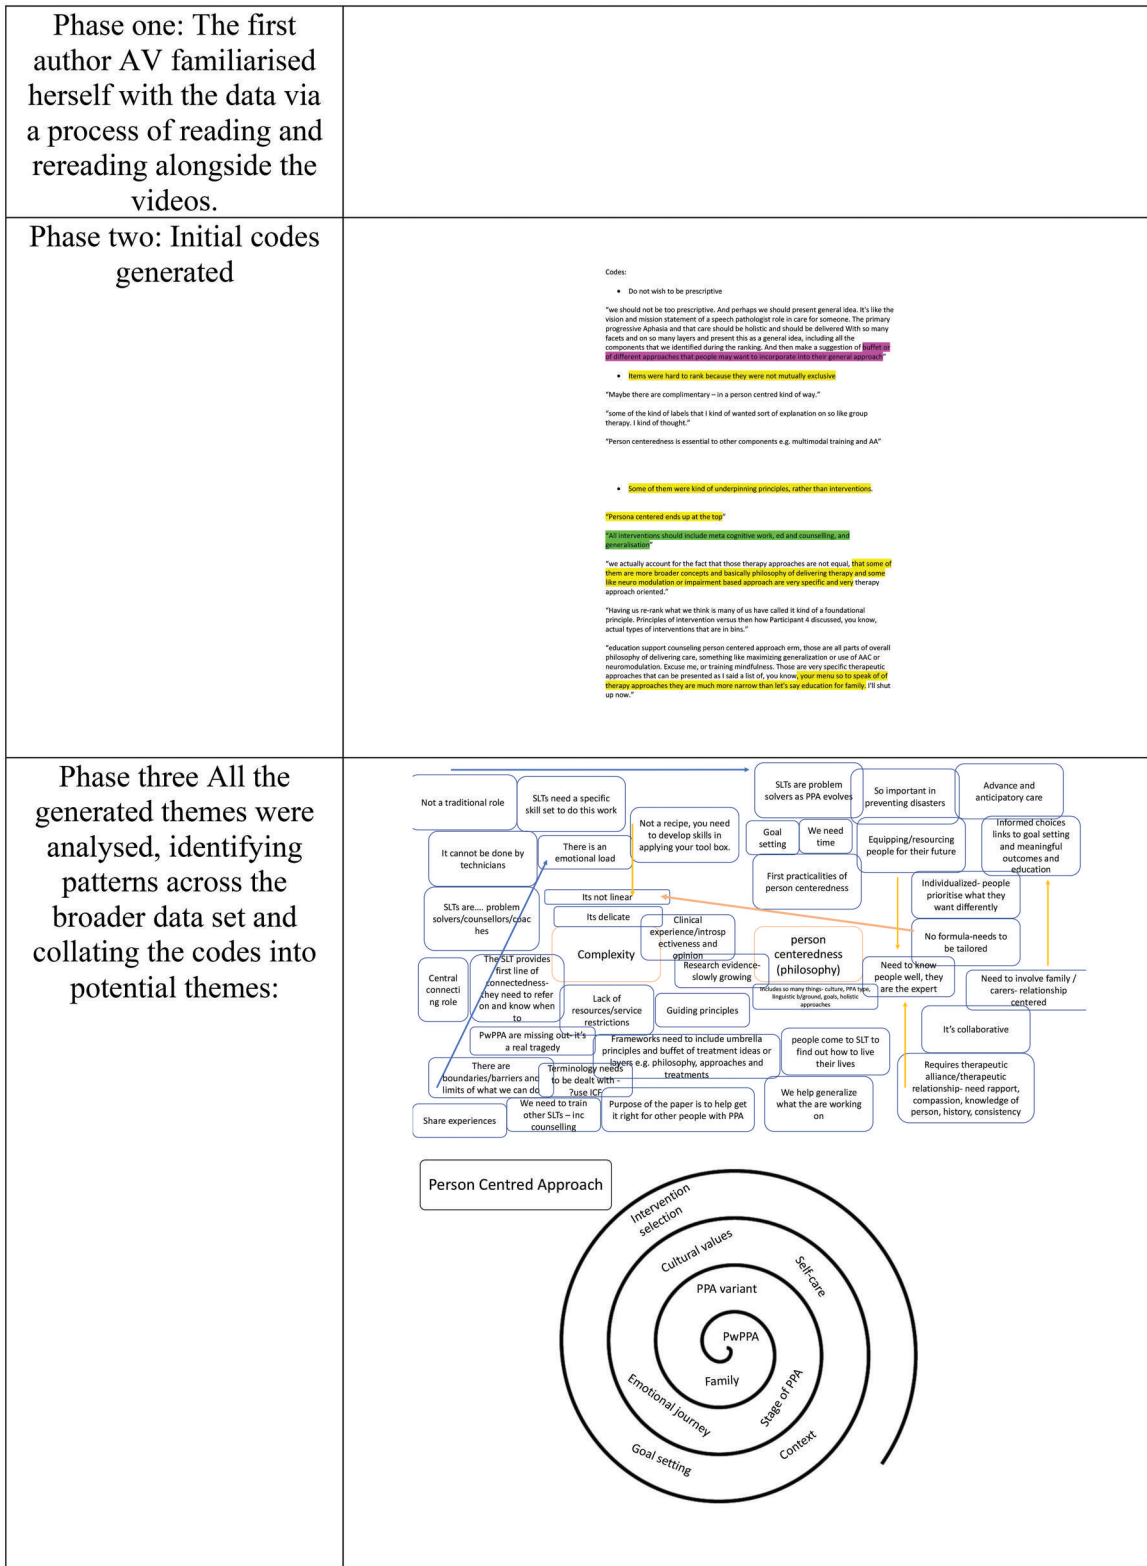 Phase one: The first
author AV familiarised
herself with the data via
a process of reading and
rereading alongside the
videos.
Phase two: Initial codes
generated
Codes:
• Do not wish to be prescriptive
"we should not be too prescriptive. And perhaps we should present general idea. It's like the
vision and mission statement of a speech pathologist role in care for someone. The primary
progressive Aphasia and that care should be holistic and should be delivered With so many
facets and on so many layers and present this as a general idea, including all the
components that we identified during the ranking. And then make a suggestion of buffet or
of different approaches that people may want to incorporate into their general approach"
• Items were hard to rank because they were not mutually exclusive
"Maybe there are complimentary – in a person centred kind of way."
"some of the kind of labels that I kind of wanted sort of explanation on so like group
therapy. I kind of thought."
"Person centeredness is essential to other components e.g. multimodal training and AA"
• Some of them were kind of underpinning principles, rather than interventions.
"Persona centered ends up at the top"
"All interventions should include meta cognitive work, ed and counselling, and
generalisation"
"we actually account for the fact that those therapy approaches are not equal, that some of
them are more broader concepts and basically philosophy of delivering therapy and some
like neuro modulation or impairment based approach are very specific and very therapy
approach oriented."
"Having us re-rank what we think is many of us have called it kind of a foundational
principle. Principles of intervention versus then how Participant 4 discussed, you know,
actual types of interventions that are in bins."
"education support counseling person centered approach erm, those are all parts of overall
philosophy of delivering care, something like maximizing generalization or use of AAC or
neuromodulation. Excuse me, or training mindfulness. Those are very specific therapeutic
approaches that can be presented as I said a list of, you know, your menu so to speak of of
therapy approaches they are much more narrow than let's say education for family. I'll shut
up now."
Phase three All the
generated themes were
analysed, identifying
patterns across the
broader data set and
collating the codes into
potential themes:
Not a traditional role
SLTs need a specific
skill set to do this work
Not a recipe, you need
to develop skills in
applying your tool box.
It cannot be done by
technicians
There is an
emotional load
SLTs are.... problem
solvers/counsellors/coac
hes
Its not linear
Its delicate
Complexity
Clinical
experience/introsp
ectiveness and
opinion
Research evidence-
slowly growing
Central
connecti
ng role
The SLT provides
first line of
connectedness-
they need to refer
on and know when
to
Lack of
resources/service
restrictions
Guiding principles
PwPPA are missing out- it's
a real tragedy
There are
boundaries/barriers and
limits of what we can do
Terminology needs
to be dealt with -
?use ICF
Frameworks need to include umbrella
principles and buffet of treatment ideas or
layers e.g. philosophy, approaches and
treatments
Share experiences
We need to train
other SLTs – inc
counselling
Purpose of the paper is to help get
it right for other people with PPA
SLTs are problem
solvers as PPA evolves
So important in
preventing disasters
Advance and
anticipatory care
Goal
setting
We need
time
Equipping/resourcing
people for their future
Informed choices
links to goal setting
and meaningful
outcomes and
education
First practicalities of
person centeredness
Individualized- people
prioritise what they
want differently
No formula-needs to
be tailored
person
centeredness
(philosophy)
Includes so many things- culture, PPA type,
linguistic b/ground, goals, holistic
approaches
Need to know
people well, they
are the expert
Need to involve family /
carers- relationship
centered
It's collaborative
people come to SLT to
find out how to live
their lives
Requires therapeutic
alliance/therapeutic
relationship- need rapport,
compassion, knowledge of
person, history, consistency
We help generalize
what the are working
on
Person Centred Approach
Intervention
selection
Cultural values
Self-care
PPA variant
PwPPA
Family
Stage of PPA
Emotional journey
Context
Goal setting